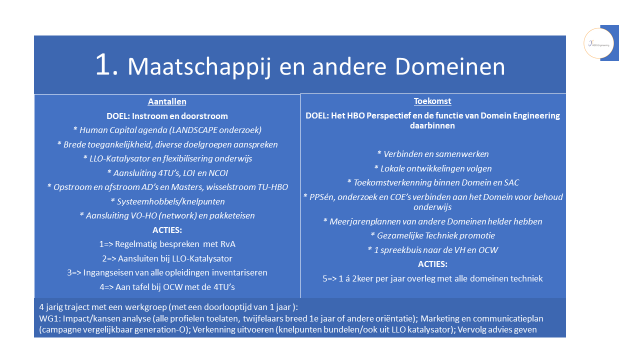 1. Maatschappij en andere Domeinen
Aantallen
DOEL: Instroom en doorstroom
* Human Capital agenda (LANDSCAPE onderzoek)
* Brede toegankelijheid, diverse doelgroepen aanspreken
* LLO-Katalysator en flexibilisering onderwijs
* Aansluiting 4TU's, LOI en NCOI
* Opstroom en afstroom AD's en Masters, wisselstroom TU-HBO
* Systeemhobbels/knelpunten
* Aansluiting VO-HO (network) en pakketeisen
ACTIES:
1=> Regelmatig bespreken met RvA
2=> Aansluiten bij LLO-Katalysator
3=> Ingangseisen van alle opleidingen inventariseren
4=> Aan tafel bij OCW met de 4TU's
Toekomst
DOEL: Het HBO Perspectief en de functie van Domein Engineering
daarbinnen
* Verbinden en samenwerken
* Lokale ontwikkelingen volgen
* Toekomstverkenning binnen Domein en SAC
* PPSén, onderzoek en COE's verbinden aan het Domein voor behoud
onderwijs
* Meerjarenplannen van andere Domeinen helder hebben
* Gezamelijke Techniek promotie
* 1 spreekbuis naar de VH en OCW
ACTIES:
5=> 1 á 2keer per jaar overleg met alle domeinen techniek
4 jarig traject met een werkgroep (met een doorlooptijd van 1 jaar ):
WG1: Impact/kansen analyse (alle profielen toelaten, twijfelaars breed 1e jaar of andere oriëntatie); Marketing en communicatieplan
(campagne vergelijkbaar generation-O); Verkenning uitvoeren (knelpunten bundelen/ook uit LLO katalysator); Vervolg advies geven